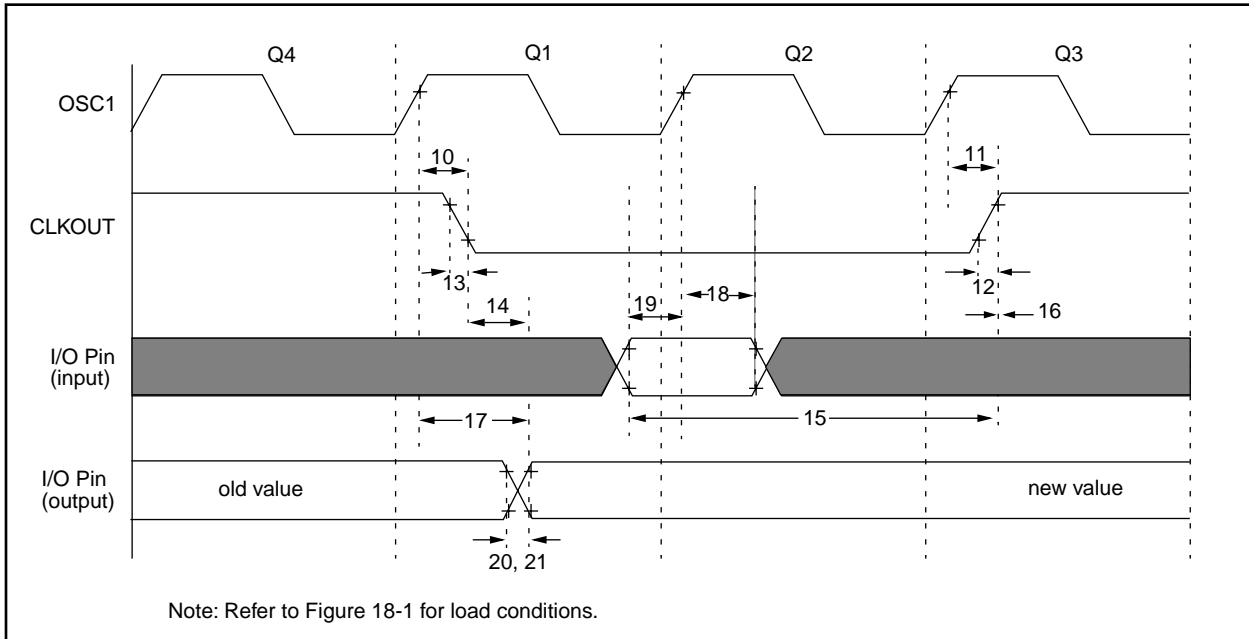 Q4 Q1 Q2 Q3
OSC1
10 11
CLKOUT
13 12
19 18
14 16
I/O Pin
(input)
17 15
I/O Pin
(output)
old value new value
20, 21
Note: Refer to Figure 18-1 for load conditions.